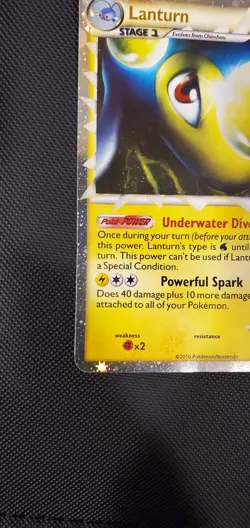 Lanturn
STAGE 1 Evolves from Chinchou
Poké-POWER Underwater Dive
Once during your turn (before your atta
this power. Lanturn's type is until
turn. This power can't be used if Lantu
a Special Condition.
Powerful Spark
Does 40 damage plus 10 more damage
attached to all of your Pokémon.
weakness resistance
×2
©2010 Pokémon/Nintendo